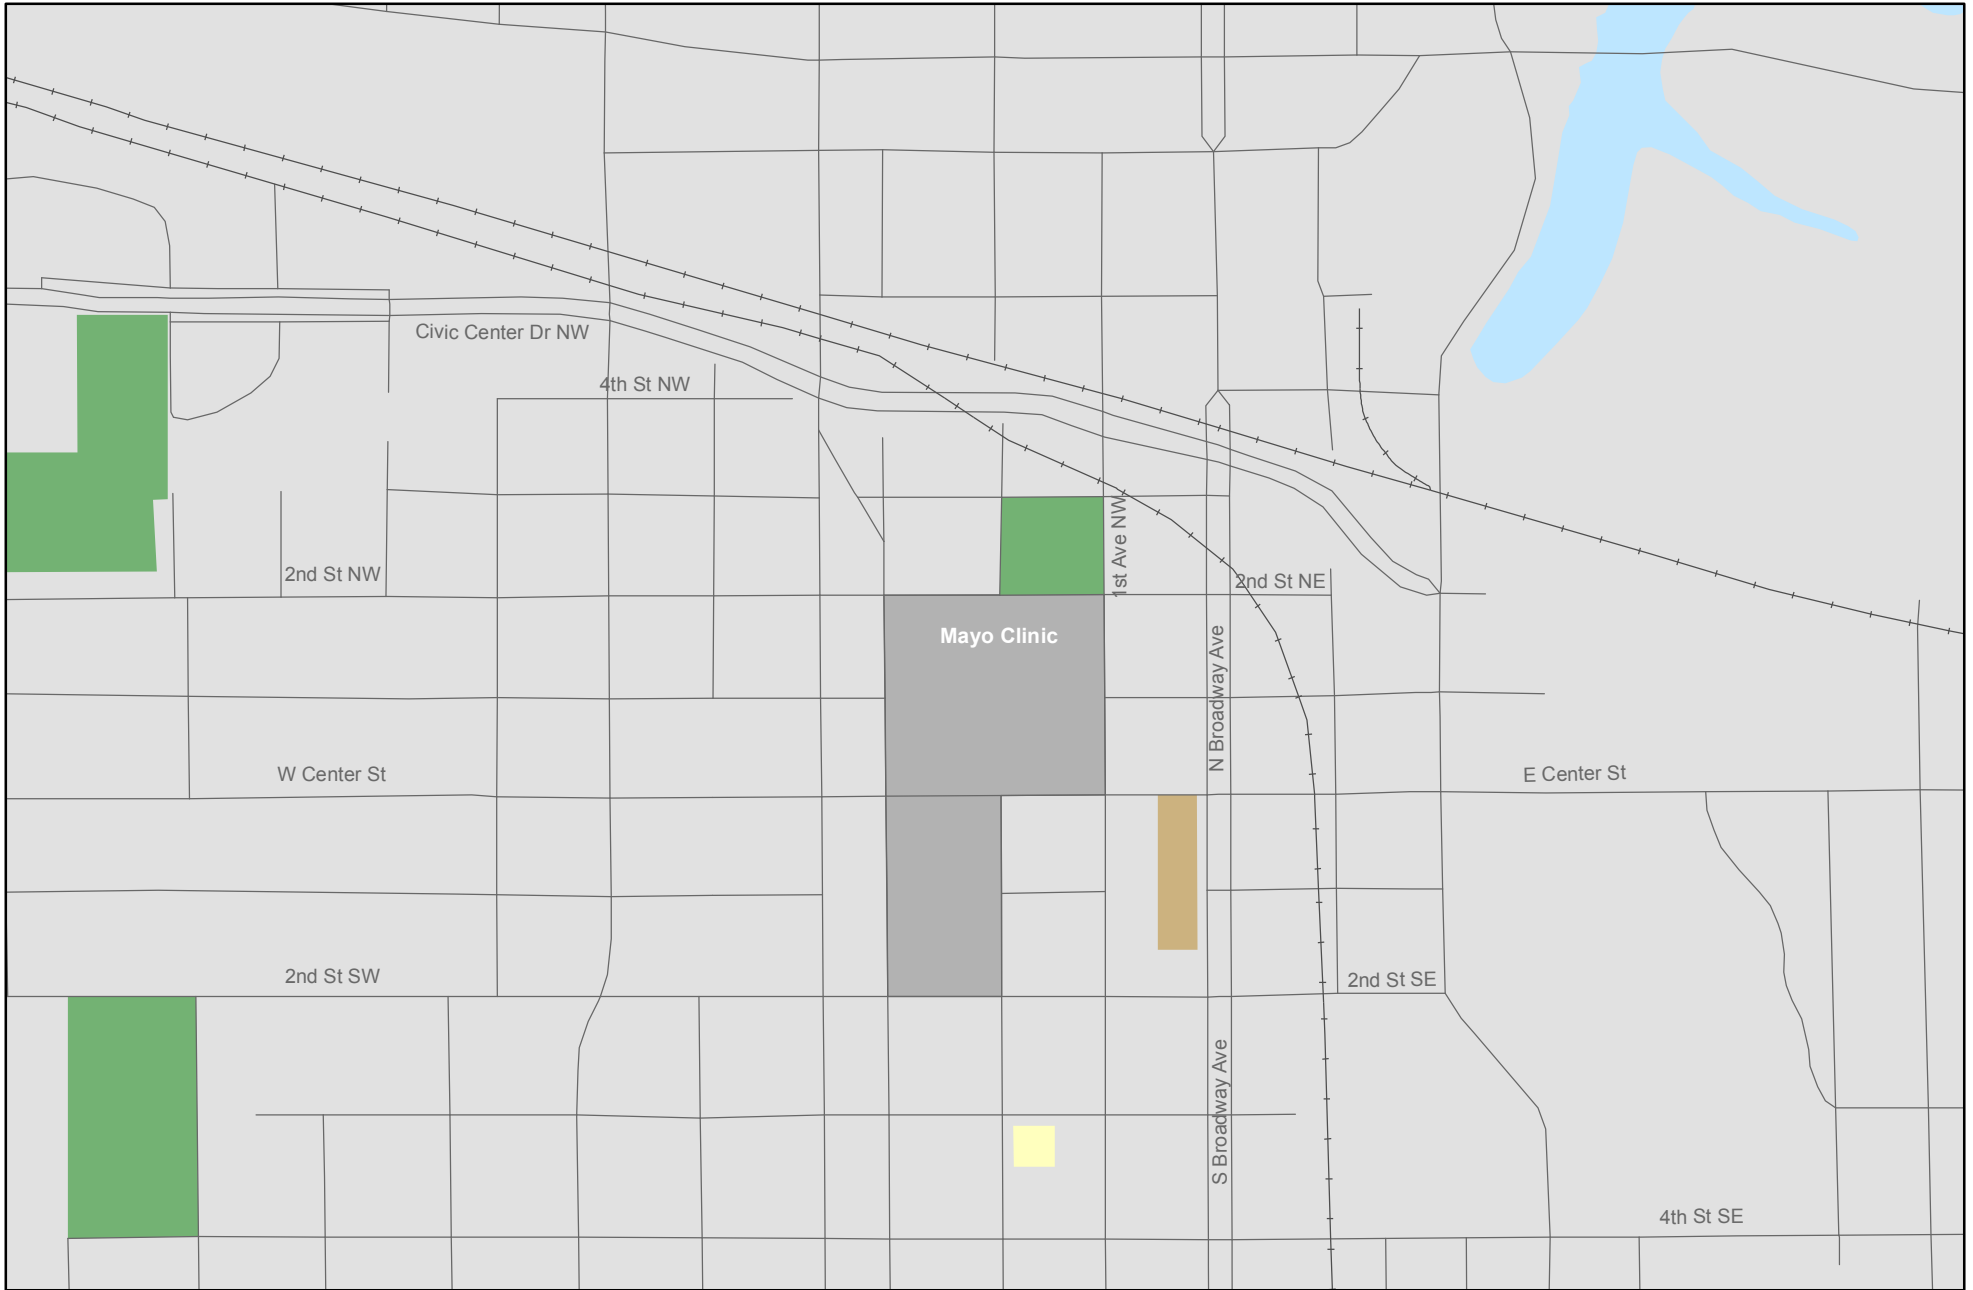 Civic Center Dr NW
4th St NW
1st Ave NW
2nd St NW
2nd St NE
Mayo Clinic
N Broadway Ave
W Center St
E Center St
2nd St SW
2nd St SE
S Broadway Ave
4th St SE